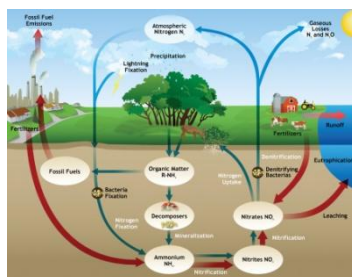 Fossil Fuel
Emissions
Atmospheric
Nitrogen N₂
Gaseous
Losses
N₂ and N₂O
Precipitation
Lightning
Fixation
Fertilizers
Fertilizers
Runoff
Eutrophication
Organic Matter
R-NH₂
Fossil Fuels
Denitrification
Nitrogen
Uptake
Denitrifying
Bacterias
Bacteria
Fixation
Nitrogen
Fixation
Decomposers
Nitrates NO₃
Leaching
Mineralization
Nitrification
Ammonium
NH₄
Nitrites NO₂
Nitrification